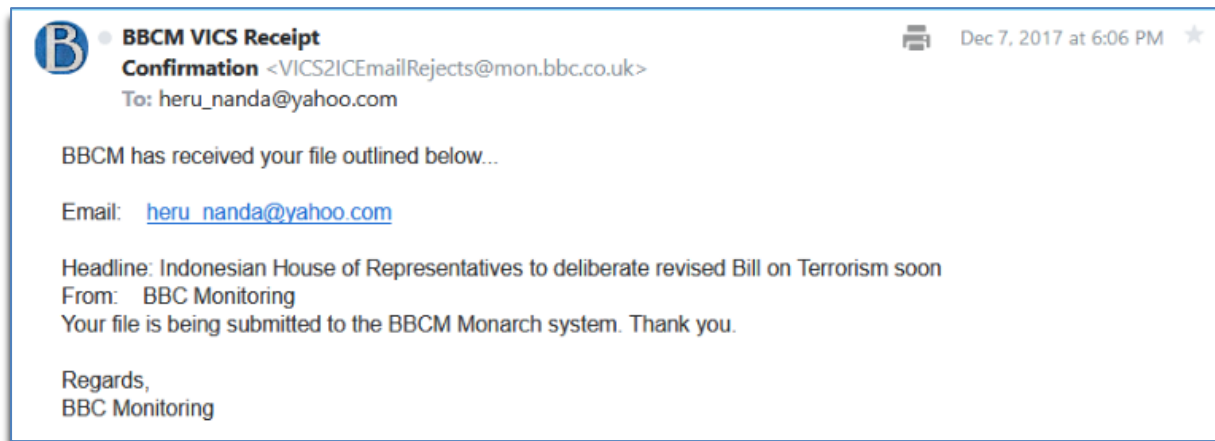 B
BBCM VICS Receipt
Confirmation <VICS2ICEmailRejects@mon.bbc.co.uk>
Dec 7, 2017 at 6:06 PM
To: heru_nanda@yahoo.com
BBCM has received your file outlined below...
Email: heru_nanda@yahoo.com
Headline: Indonesian House of Representatives to deliberate revised Bill on Terrorism soon
From: BBC Monitoring
Your file is being submitted to the BBCM Monarch system. Thank you.
Regards,
BBC Monitoring